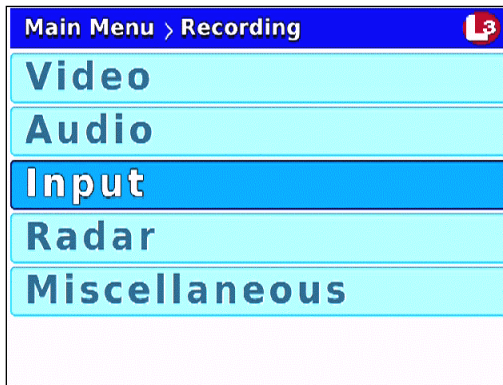 Main Menu > Recording L3
Video
Audio
Input
Radar
Miscellaneous